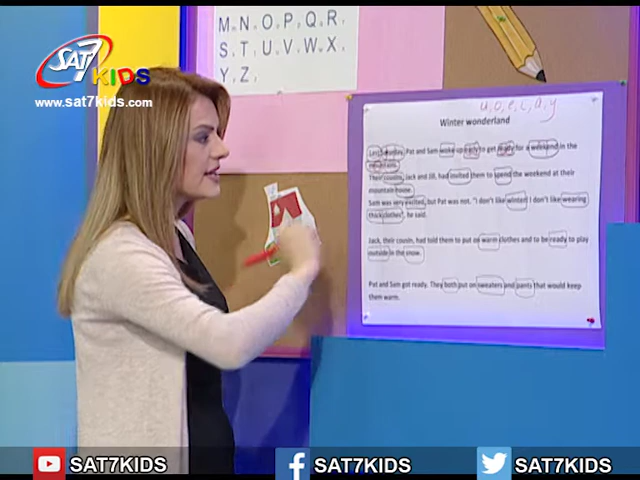 SAT7
KIDS
www.sat7kids.com
M N O P Q R
S T U V W X
Y Z
u, o, e, i, a, y
Winter wonderland
Last Saturday, Pat and Sam woke up early to get ready for a weekend in the
mountains.
Their cousins, Jack and Jill, had invited them to spend the weekend at their
mountain house.
Sam was very excited, but Pat was not. "I don't like winter! I don't like wearing
thick clothes", he said.
Jack, their cousin, had told them to put on warm clothes and to be ready to play
outside in the snow.
Pat and Sam got ready. They both put on sweaters and pants that would keep
them warm.
SAT7KIDS
SAT7KIDS
SAT7KIDS